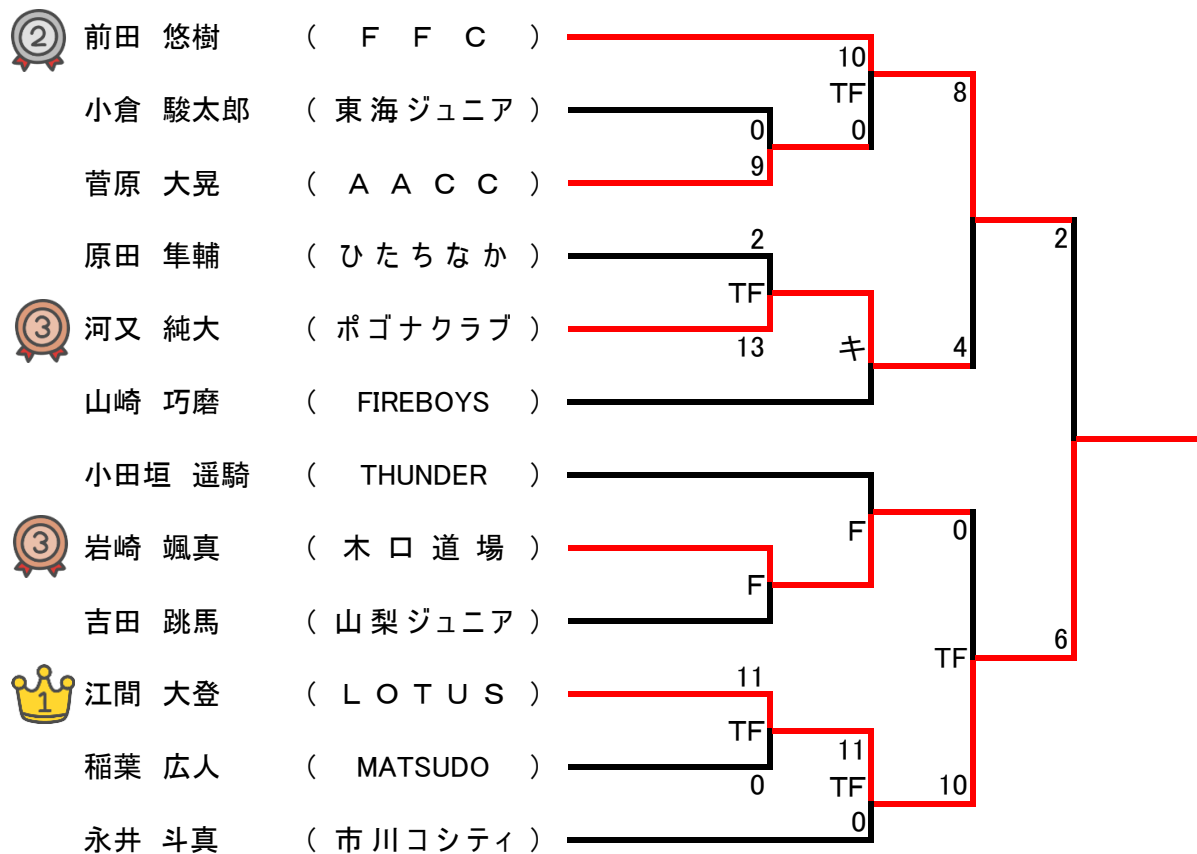 2 前田 悠樹 ( F F C )
10
TF
8
小倉 駿太郎 ( 東海ジュニア )
0
0
9
菅原 大晃 ( A A C C )
2
2
原田 隼輔 ( ひたちなか )
TF
3 河又 純大 ( ポゴナクラブ )
13
キ
4
山崎 巧磨 ( FIREBOYS )
小田垣 遥騎 ( THUNDER )
F
0
3 岩崎 颯真 ( 木口道場 )
F
吉田 跳馬 ( 山梨ジュニア )
6
TF
11
1 江間 大登 ( L O T U S )
TF
11
稲葉 広人 ( MATSUDO )
0
TF
10
0
永井 斗真 ( 市川コシティ )